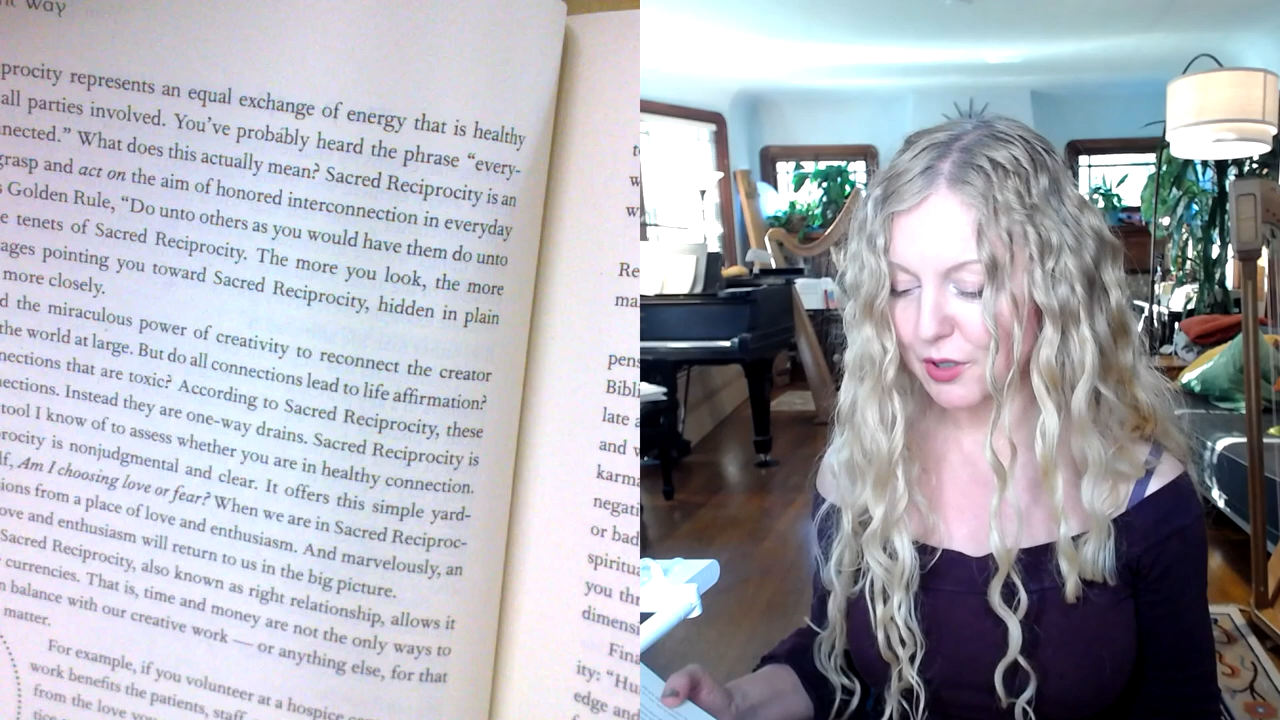 way
procity represents an equal exchange of energy that is healthy
all parties involved. You've probably heard the phrase “every-
nnected.” What does this actually mean? Sacred Reciprocity is an
grasp and act on the aim of honored interconnection in everyday
s Golden Rule, “Do unto others as you would have them do unto
e tenets of Sacred Reciprocity. The more you look, the more
ages pointing you toward Sacred Reciprocity, hidden in plain
more closely.
d the miraculous power of creativity to reconnect the creator
the world at large. But do all connections lead to life affirmation?
nections that are toxic? According to Sacred Reciprocity, these
nections. Instead they are one-way drains. Sacred Reciprocity is
tool I know of to assess whether you are in healthy connection.
procity is nonjudgmental and clear. It offers this simple yard-
lf, Am I choosing love or fear? When we are in Sacred Reciproc-
ions from a place of love and enthusiasm. And marvelously, an
ove and enthusiasm will return to us in the big picture.
Sacred Reciprocity, also known as right relationship, allows it
currencies. That is, time and money are not the only ways to
n balance with our creative work — or anything else, for that
matter.
For example, if you volunteer at a hospice
work benefits the patients, staff,
from the love you
Re
ma
pens
Bibli
late a
and w
karma
negati
or bad
spiritu
you thr
dimens
Fina
ity: “Hu
edge and